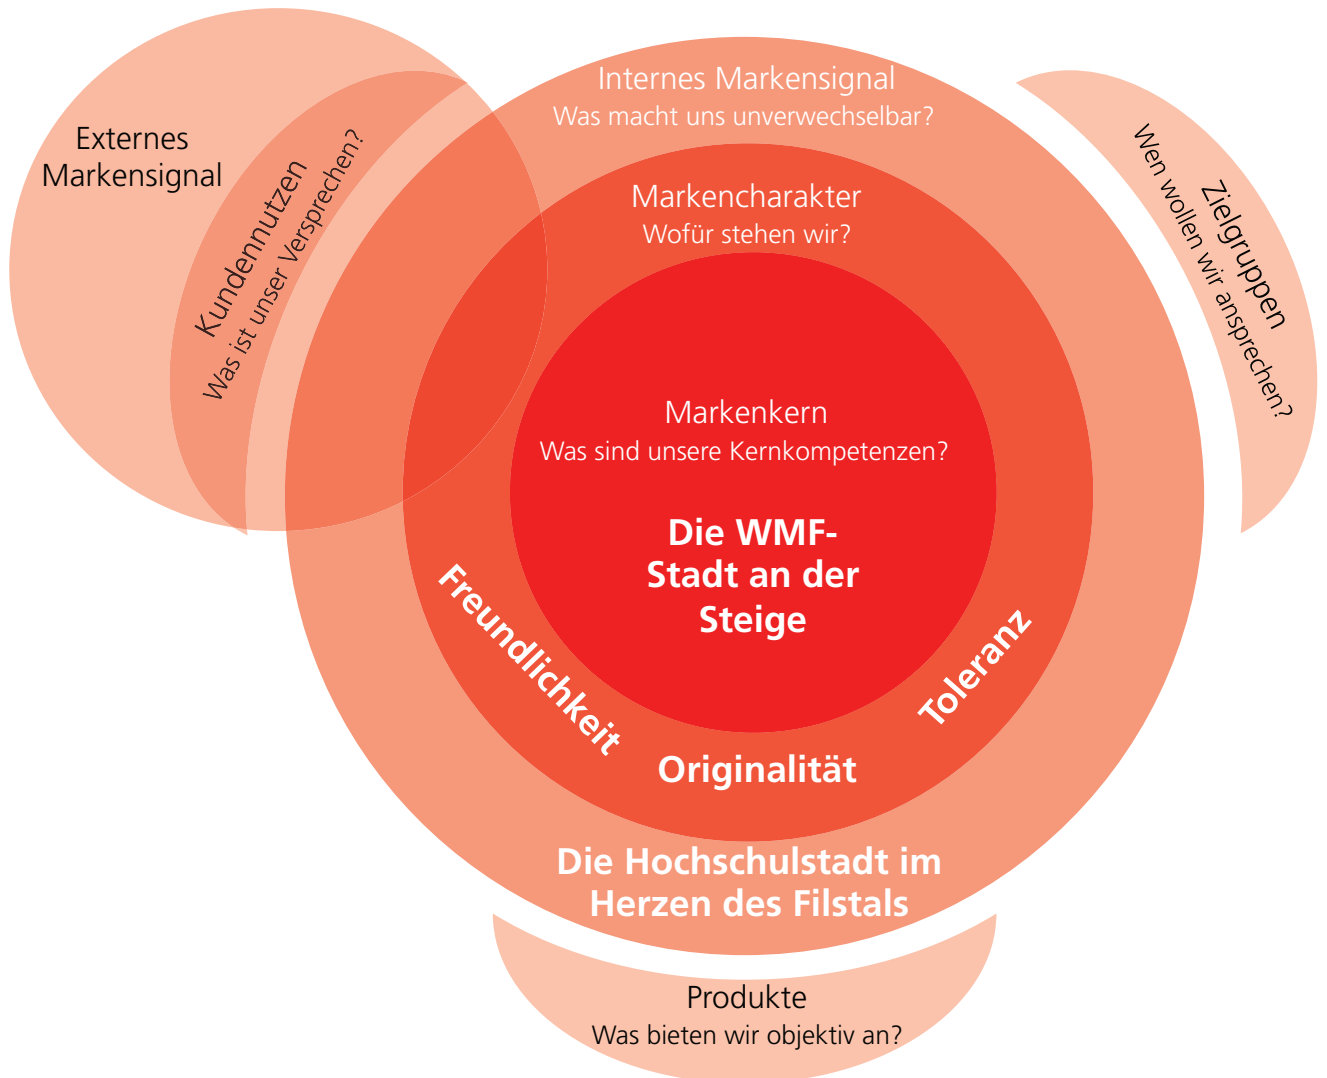 Externes
Markensignal
Kundennutzen
Was ist unser Versprechen?
Internes Markensignal
Was macht uns unverwechselbar?
Markencharakter
Wofür stehen wir?
Markenkern
Was sind unsere Kernkompetenzen?
Die WMF-
Stadt an der
Steige
Freundlichkeit
Originalität
Toleranz
Die Hochschulstadt im
Herzen des Filstals
Zielgruppen
Wen wollen wir ansprechen?
Produkte
Was bieten wir objektiv an?